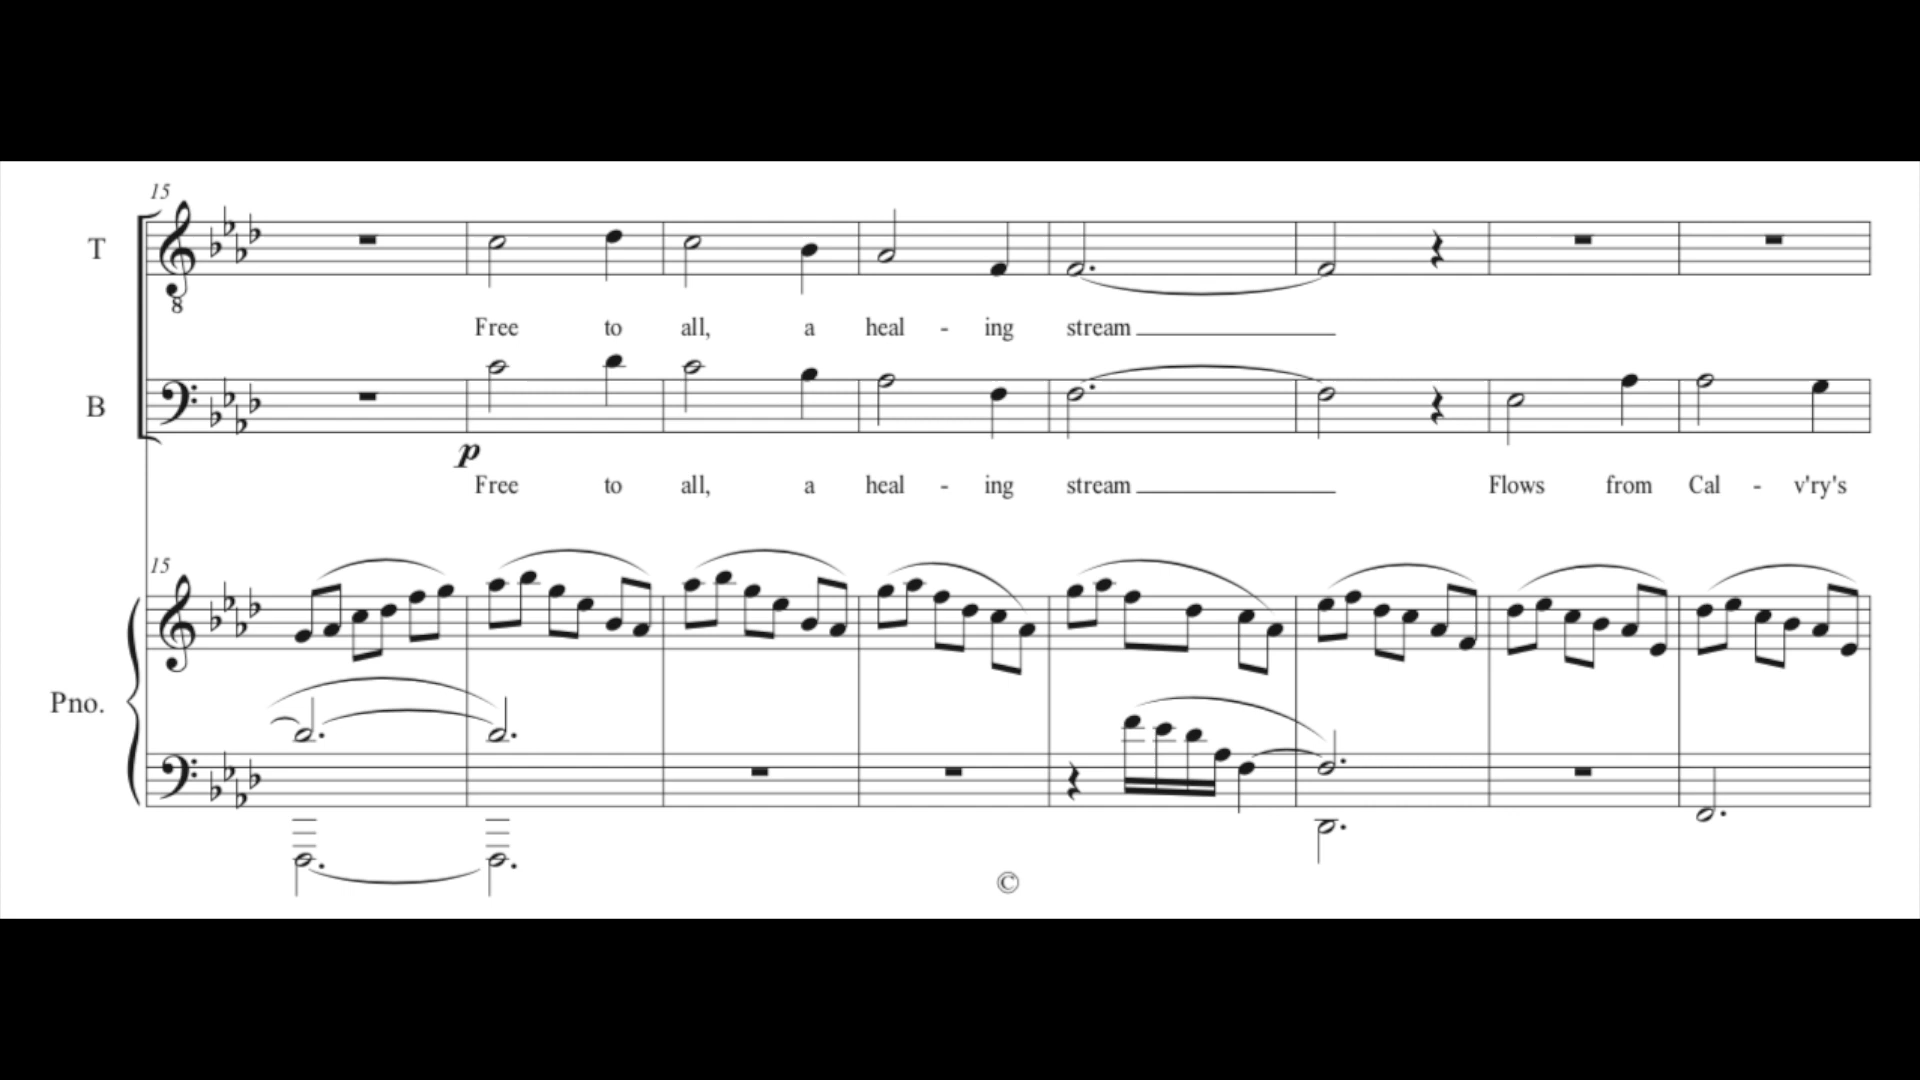 15
T
8
Free to all, a heal - ing stream
B
p
Free to all, a heal - ing stream Flows from Cal - v'ry's
15
Pno.
©